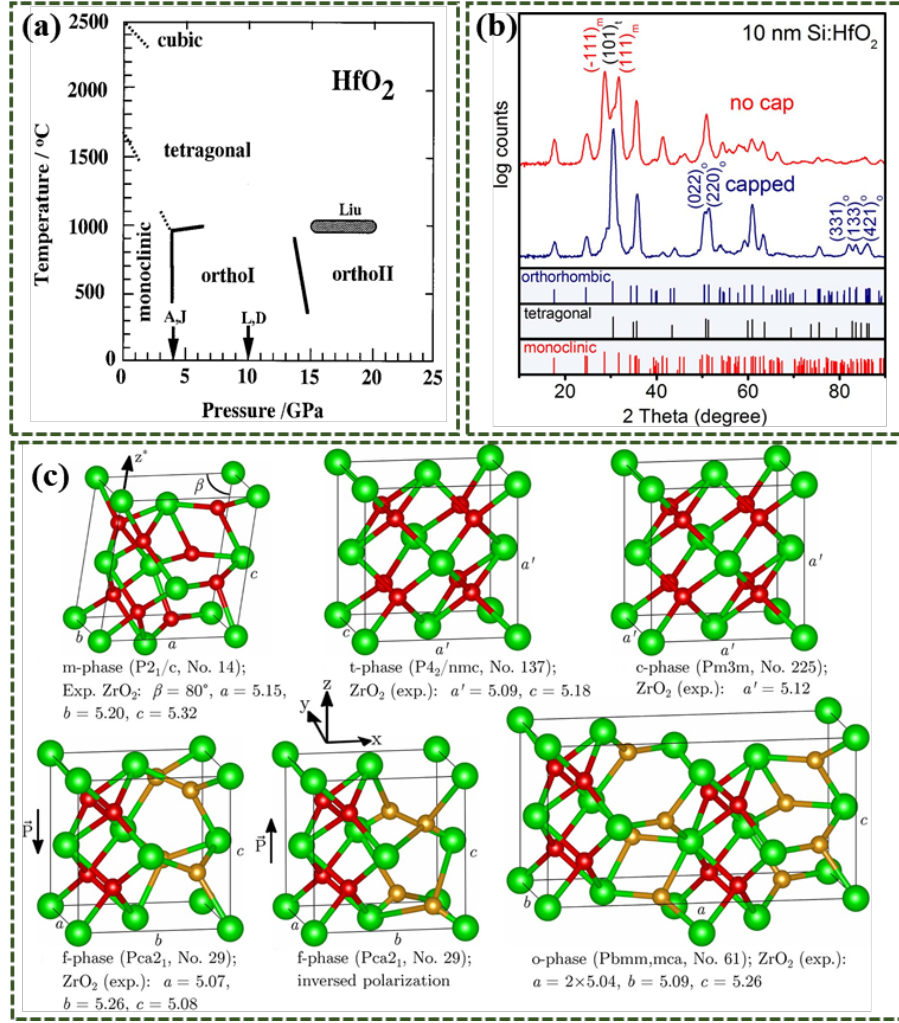 (a)
2500
2000
1500
1000
500
0
Temperature / °C
cubic
HfO2
tetragonal
Liu
monoclinic
orthoI
orthoII
A,J
L,D
0
5
10
15
20
25
Pressure /GPa
(b)
10 nm Si:HfO2
(-111)m
(101)t
(111)m
no cap
log counts
(022)o
(220)o
capped
(331)o
(133)o
(421)o
orthorhombic
tetragonal
monoclinic
20
40
60
80
2 Theta (degree)
(c)
z*
β
c
b
a
m-phase (P2₁/c, No. 14);
Exp. ZrO₂: β = 80°, a = 5.15,
b = 5.20, c = 5.32
a′
c
a′
t-phase (P4₂/nmc, No. 137);
ZrO₂ (exp.): a′ = 5.09, c = 5.18
a′
a′
a′
c-phase (Pm3m, No. 225);
ZrO₂ (exp.): a′ = 5.12
P⃗
c
a
b
f-phase (Pca2₁, No. 29);
ZrO₂ (exp.): a = 5.07,
b = 5.26, c = 5.08
z
y
x
P⃗
c
a
b
f-phase (Pca2₁, No. 29);
inversed polarization
c
b
a
o-phase (Pbmm,mca, No. 61); ZrO₂ (exp.):
a = 2×5.04, b = 5.09, c = 5.26